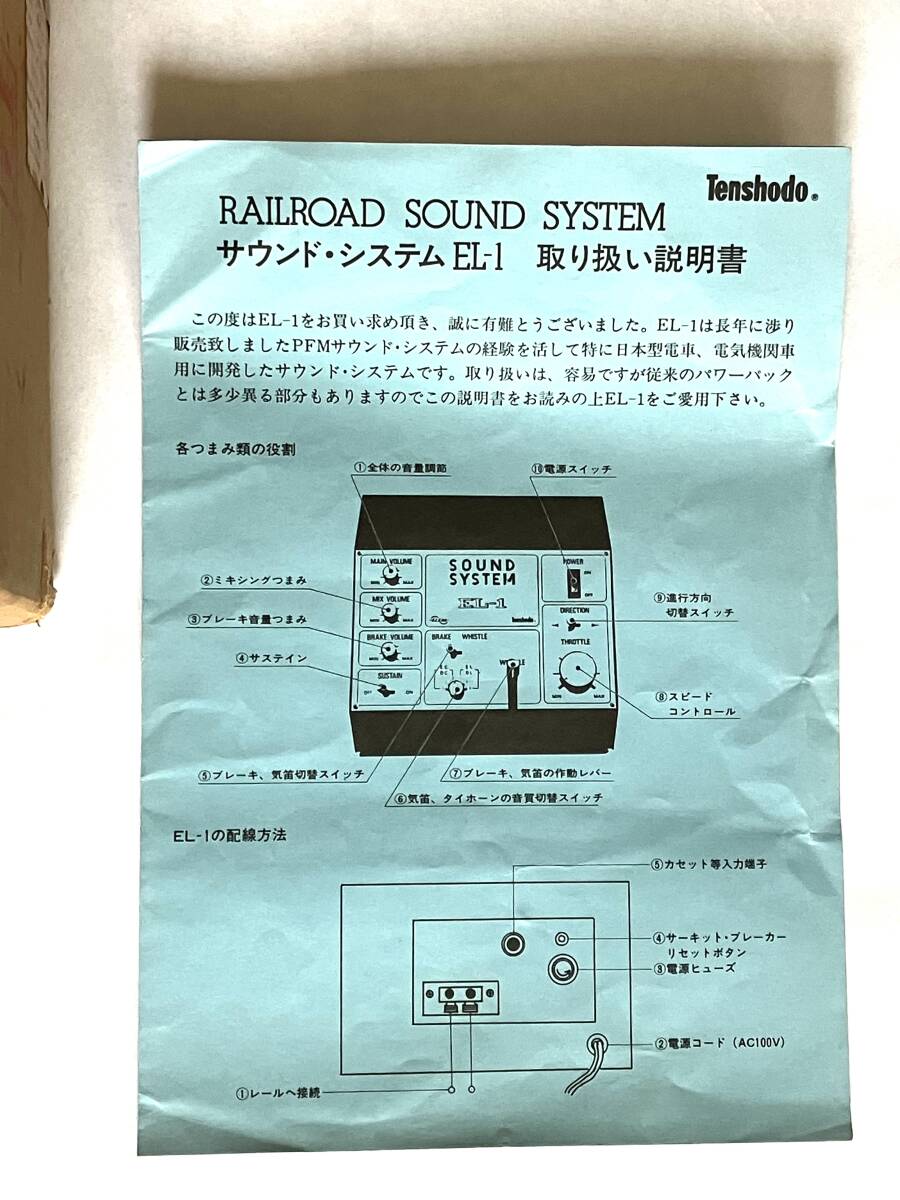 Tenshodo®
RAILROAD SOUND SYSTEM
サウンド・システム EL-1 取り扱い説明書
この度はEL-1をお買い求め頂き、誠に有難とうございました。EL-1は長年に渉り
販売致しましたPFMサウンド・システムの経験を活して特に日本型電車、電気機関車
用に開発したサウンド・システムです。取り扱いは、容易ですが従来のパワーパック
とは多少異る部分もありますのでこの説明書をお読みの上EL-1をご愛用下さい。
各つまみ類の役割
①全体の音量調節
⑩電源スイッチ
②ミキシングつまみ
③ブレーキ音量つまみ
④サステイン
MAIN VOLUME
MIN MAX
MIX VOLUME
MIN MAX
BRAKE VOLUME
MIN MAX
SUSTAIN
OFF ON
SOUND
SYSTEM
EL-1
Tenshodo
BRAKE WHISTLE
EC
DC
EL
DL
POWER
ON
OFF
DIRECTION
THROTTLE
MIN MAX
⑨進行方向
切替スイッチ
⑧スピード
コントロール
⑤ブレーキ、気笛切替スイッチ
⑦ブレーキ、気笛の作動レバー
⑥気笛、タイホーンの音質切替スイッチ
EL-1の配線方法
⑤カセット等入力端子
④サーキット・ブレーカー
リセットボタン
③電源ヒューズ
②電源コード (AC100V)
①レールへ接続